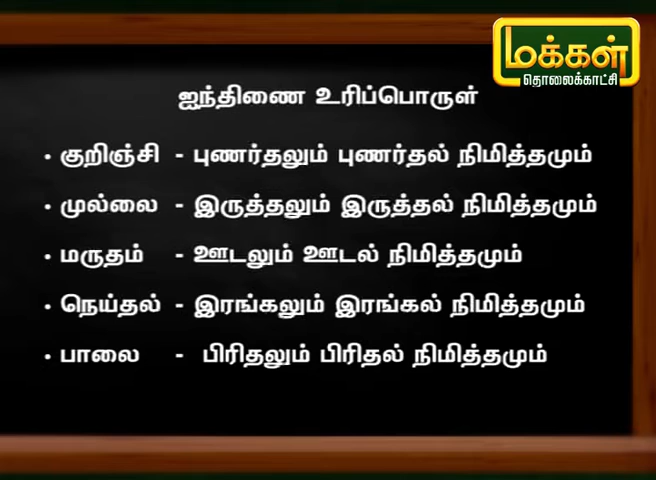 மக்கள்
தொலைக்காட்சி
ஐந்திணை உரிப்பொருள்
• குறிஞ்சி - புணர்தலும் புணர்தல் நிமித்தமும்
• முல்லை - இருத்தலும் இருத்தல் நிமித்தமும்
• மருதம் - ஊடலும் ஊடல் நிமித்தமும்
• நெய்தல் - இரங்கலும் இரங்கல் நிமித்தமும்
• பாலை - பிரிதலும் பிரிதல் நிமித்தமும்